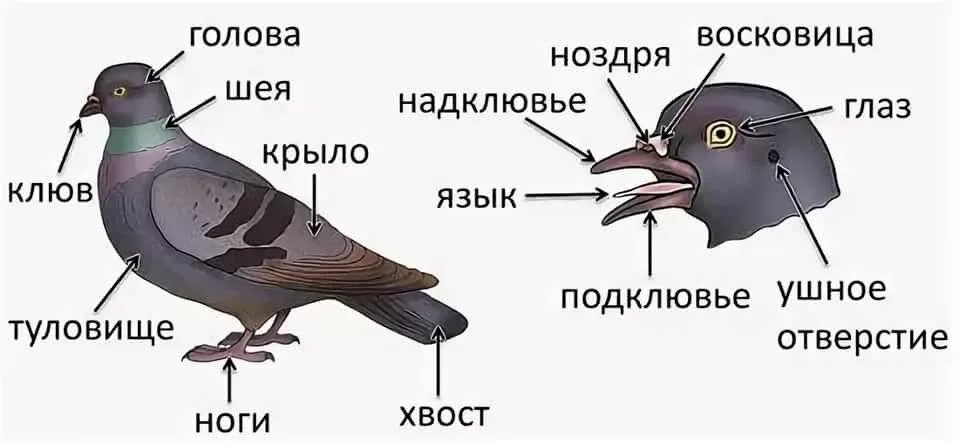 голова
шея
крыло
клюв
туловище
ноги
хвост
восковица
ноздря
надклювье
глаз
язык
подклювье
ушное
отверстие